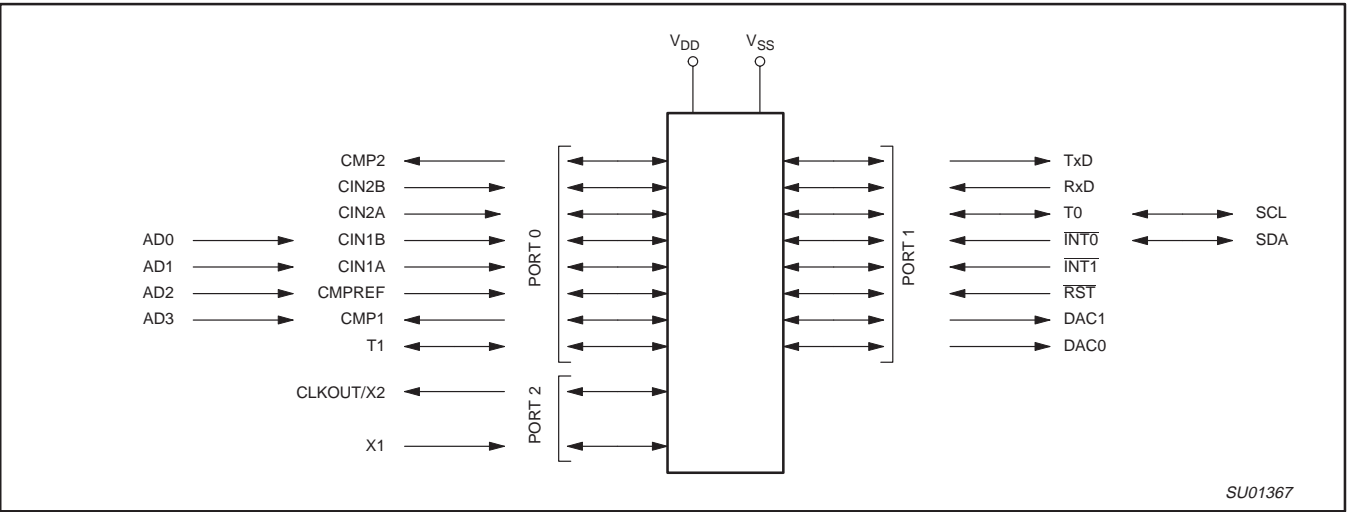 VDD VSS
CMP2 TxD
CIN2B RxD
CIN2A T0 SCL
AD0 CIN1B INT0 SDA
AD1 CIN1A INT1
AD2 CMPREF RST
AD3 CMP1 DAC1
T1 DAC0
PORT 0
PORT 1
CLKOUT/X2
PORT 2
X1
SU01367